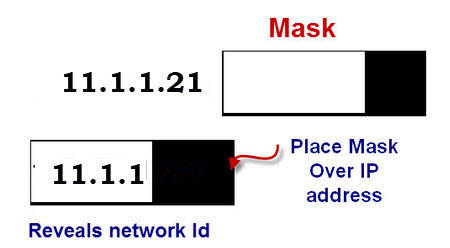 Mask
11.1.1.21
11.1.1
Place Mask
Over IP
address
Reveals network Id